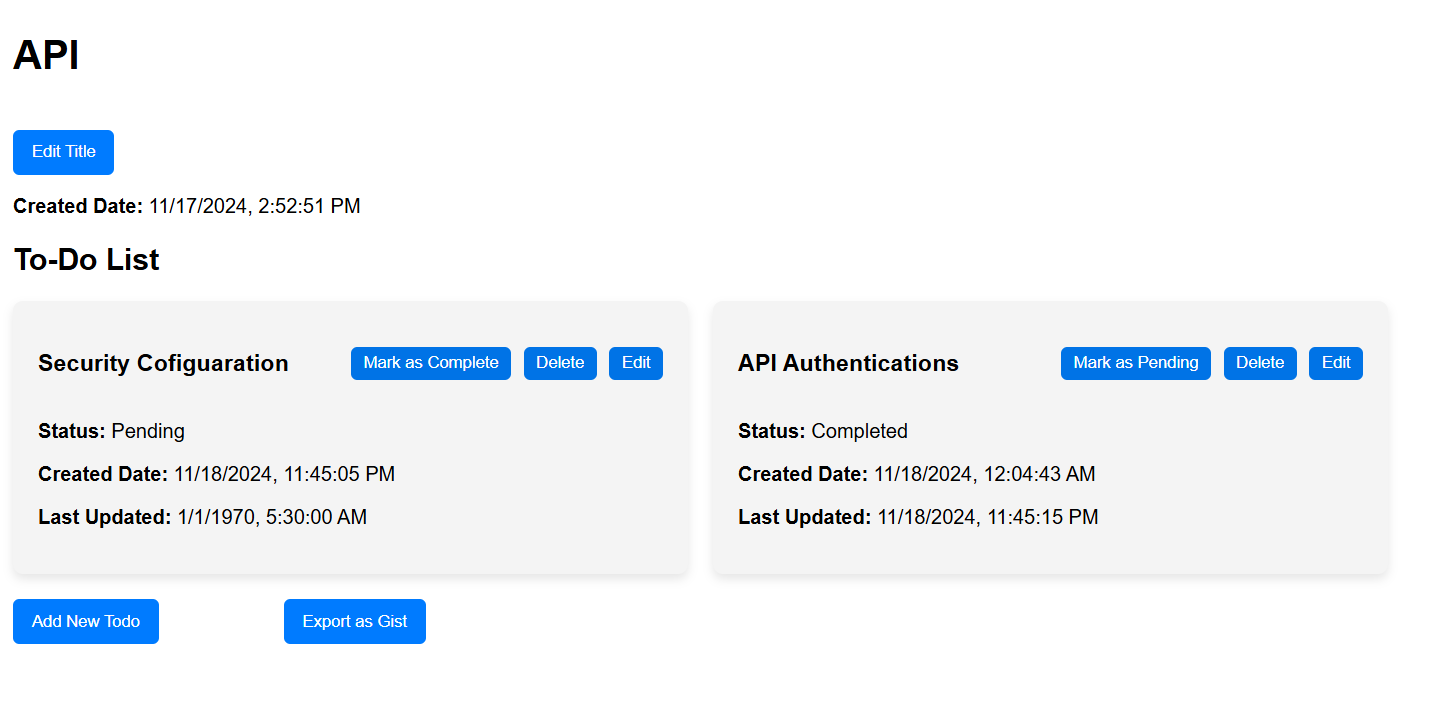 API
Edit Title
Created Date: 11/17/2024, 2:52:51 PM
To-Do List
Security Cofiguaration
Mark as Complete
Delete
Edit
Status: Pending
Created Date: 11/18/2024, 11:45:05 PM
Last Updated: 1/1/1970, 5:30:00 AM
API Authentications
Mark as Pending
Delete
Edit
Status: Completed
Created Date: 11/18/2024, 12:04:43 AM
Last Updated: 11/18/2024, 11:45:15 PM
Add New Todo
Export as Gist